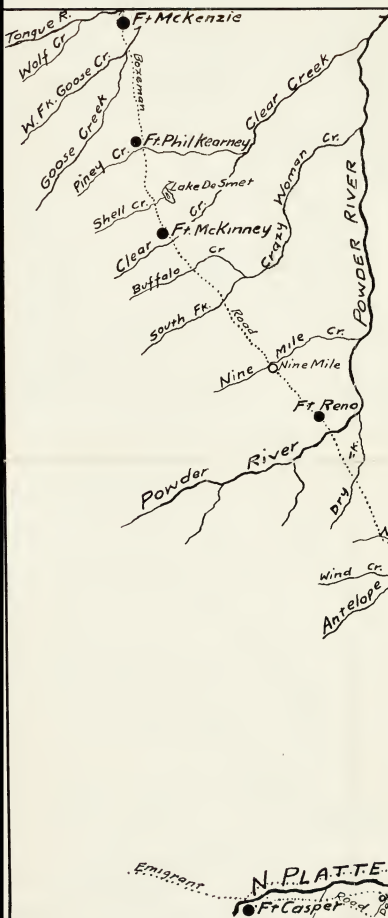 Tongue R.
Ft McKenzie
Wolf Cr.
W. Fk. Goose Cr.
Goose Creek
Bozeman
Clear Creek
Ft. Phil Kearney
Piney Cr.
Lake De Smet
Shell Cr.
Cr.
Ft. McKinney
Clear
Crazy Woman Cr.
Buffalo Cr
South Fk.
POWDER RIVER
Road
Nine Mile Cr.
Nine Mile
Ft. Reno
Powder River
Dry Fk.
Wind Cr.
Antelope
Emigrant
N. PLATTE
Road
Ft Casper